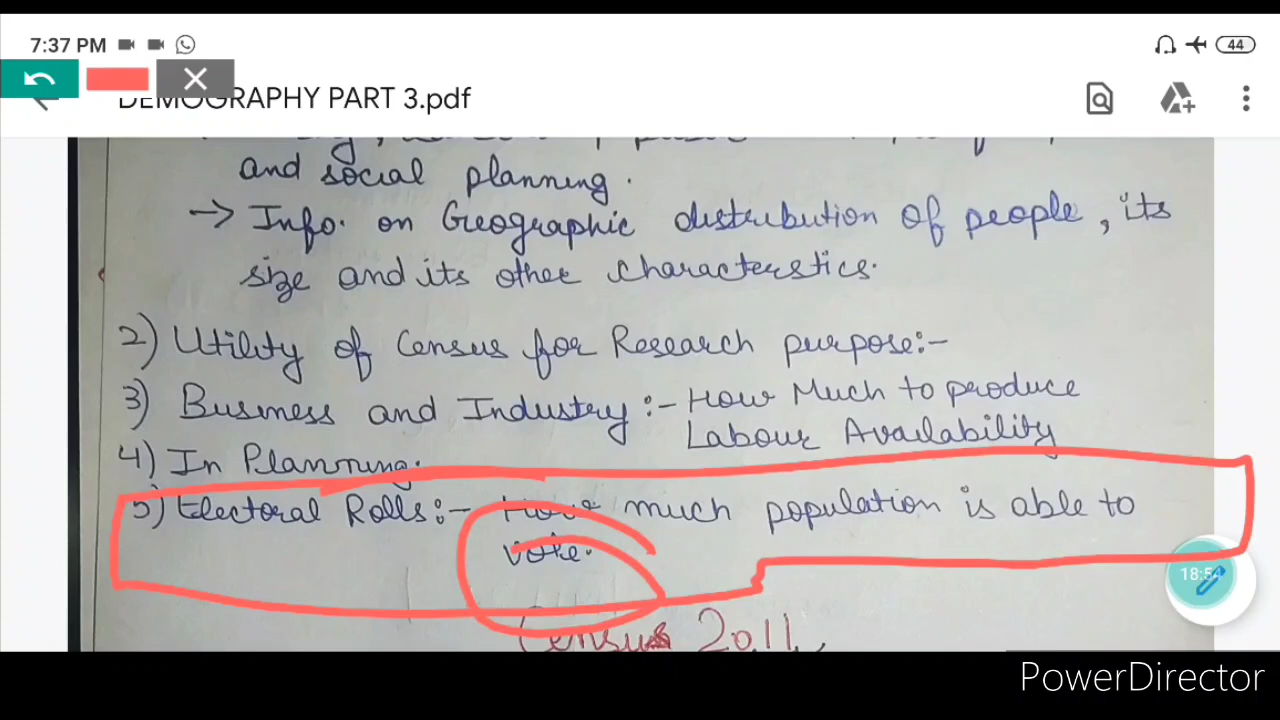 7:37 PM
44
DEMOGRAPHY PART 3.pdf
and social planning.
→ Info. on Geographic distribution of people, its
size and its other characterstics.
2) Utility of Census for Research purpose:-
3) Business and Industry :- How Much to produce
Labour Availability
4) In Planning.
5) Electoral Rolls:- How much population is able to
vote.
18:54
Census 2011
PowerDirector